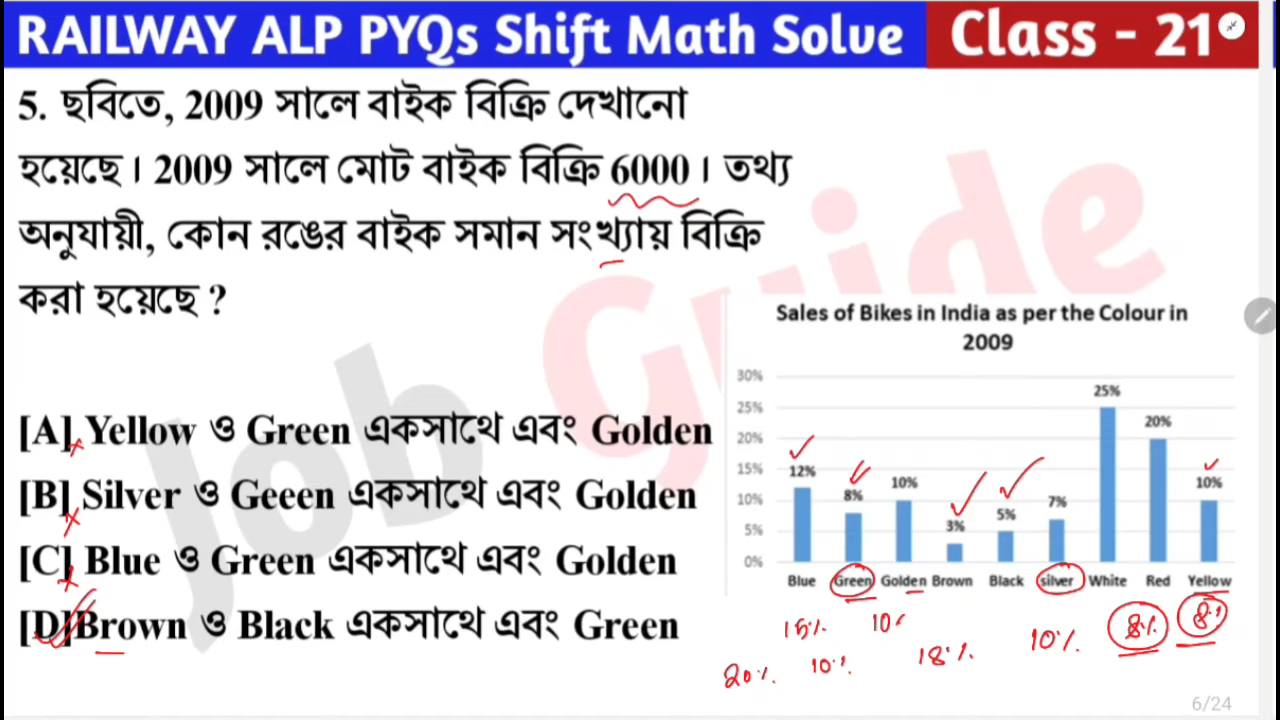 RAILWAY ALP PYQs Shift Math Solve Class - 21
5. ছবিতে, 2009 সালে বাইক বিক্রি দেখানো
হয়েছে। 2009 সালে মোট বাইক বিক্রি 6000। তথ্য
অনুযায়ী, কোন রঙের বাইক সমান সংখ্যায় বিক্রি
করা হয়েছে ?
[A] Yellow ও Green একসাথে এবং Golden
[B] Silver ও Geeen একসাথে এবং Golden
[C] Blue ও Green একসাথে এবং Golden
[D] Brown ও Black একসাথে এবং Green
Job Guide
Sales of Bikes in India as per the Colour in
2009
30%
25%
20%
15%
10%
5%
0%
12% 8% 10% 3% 5% 7% 25% 20% 10%
Blue Green Golden Brown Black silver White Red Yellow
15% 10% 8% 8%
20% 10% 18% 10%
6/24